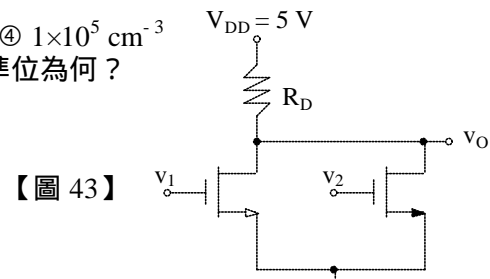 ④ 1×10⁵ cm⁻³
準位為何？
V_DD = 5 V
R_D
v_O
【圖 43】
v_1
v_2